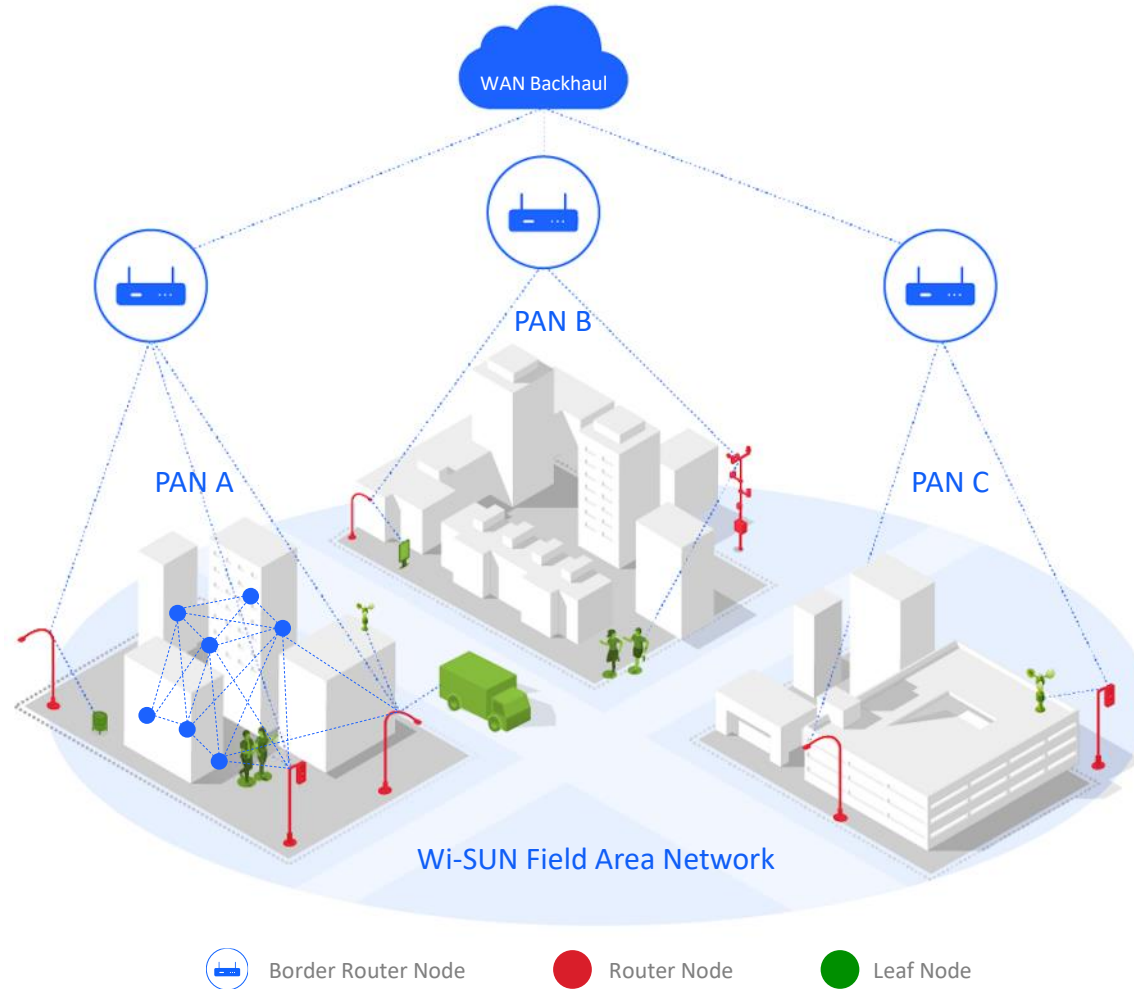 WAN Backhaul
PAN B
PAN A
PAN C
Wi-SUN Field Area Network
Border Router Node
Router Node
Leaf Node